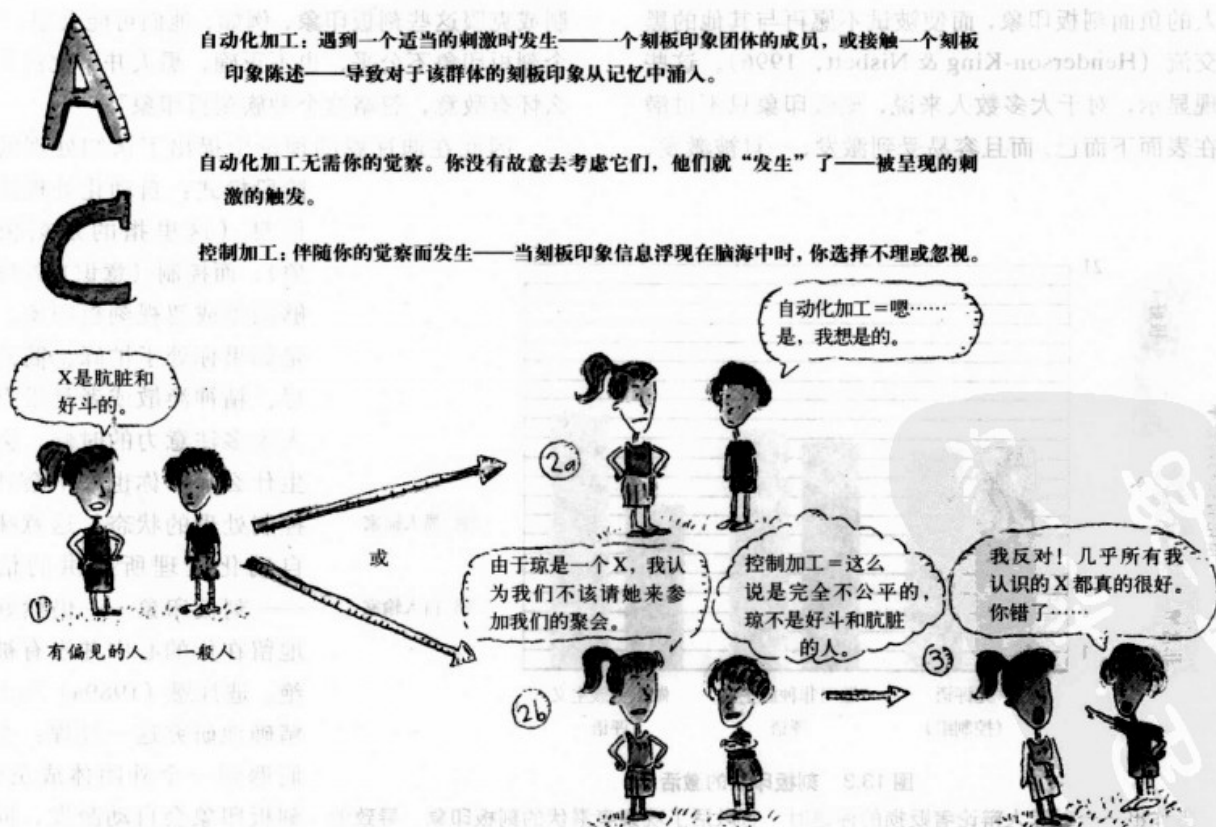 A
C
自动化加工：遇到一个适当的刺激时发生——一个刻板印象团体的成员，或接触一个刻板
印象陈述——导致对于该群体的刻板印象从记忆中涌入。
自动化加工无需你的觉察。你没有故意去考虑它们，他们就“发生”了——被呈现的刺
激的触发。
控制加工：伴随你的觉察而发生——当刻板印象信息浮现在脑海中时，你选择不理或忽视。
自动化加工＝嗯……
是，我想是的。
X是肮脏和
好斗的。
2a
或
由于琼是一个X，我认
为我们不该请她来参
加我们的聚会。
控制加工＝这么
说是完全不公平的，
琼不是好斗和肮脏
的人。
我反对！几乎所有我
认识的X都真的很好。
你错了……
1
有偏见的人 一般人
2b
3